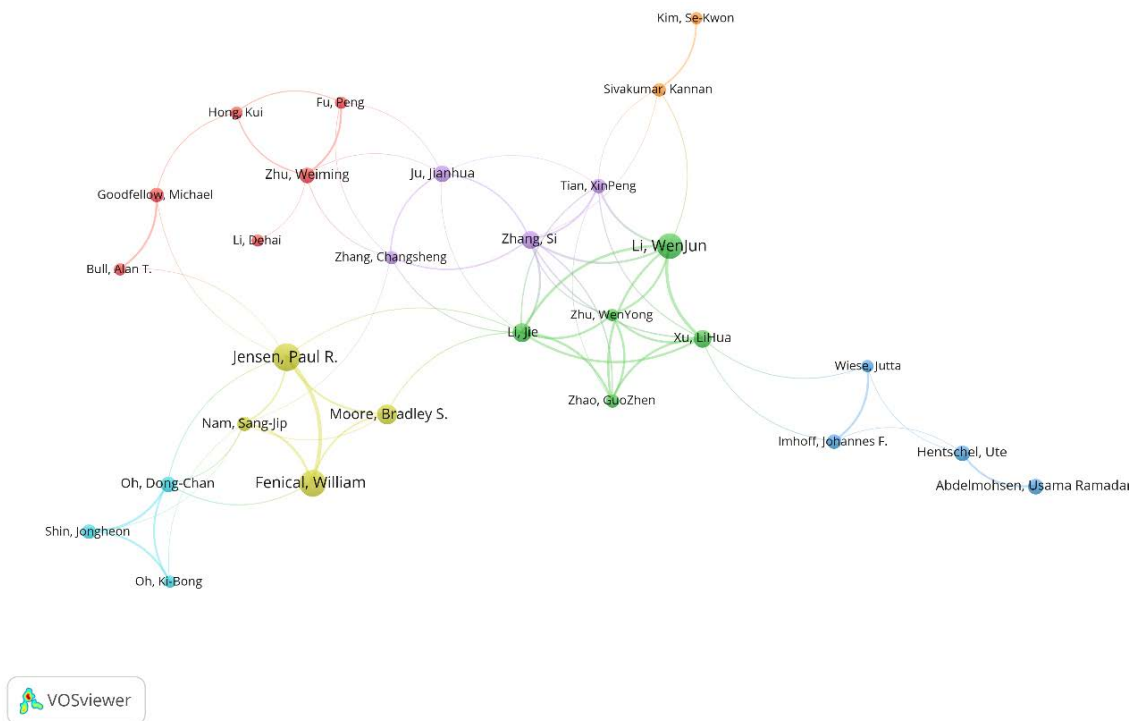 Kim, Se-Kwon
Sivakumar, Kannan
Fu, Peng
Hong, Kui
Zhu, Weiming
Ju, Jianhua
Tian, XinPeng
Goodfellow, Michael
Li, Dehai
Zhang, Si
Li, WenJun
Zhang, Changsheng
Bull, Alan T.
Zhu, WenYong
Li, Jie
Xu, LiHua
Jensen, Paul R.
Wiese, Jutta
Zhao, GuoZhen
Moore, Bradley S.
Nam, Sang-Jip
Imhoff, Johannes F.
Hentschel, Ute
Oh, Dong-Chan
Fenical, William
Abdelmohsen, Usama Ramadan
Shin, Jongheon
Oh, Ki-Bong
VOSviewer